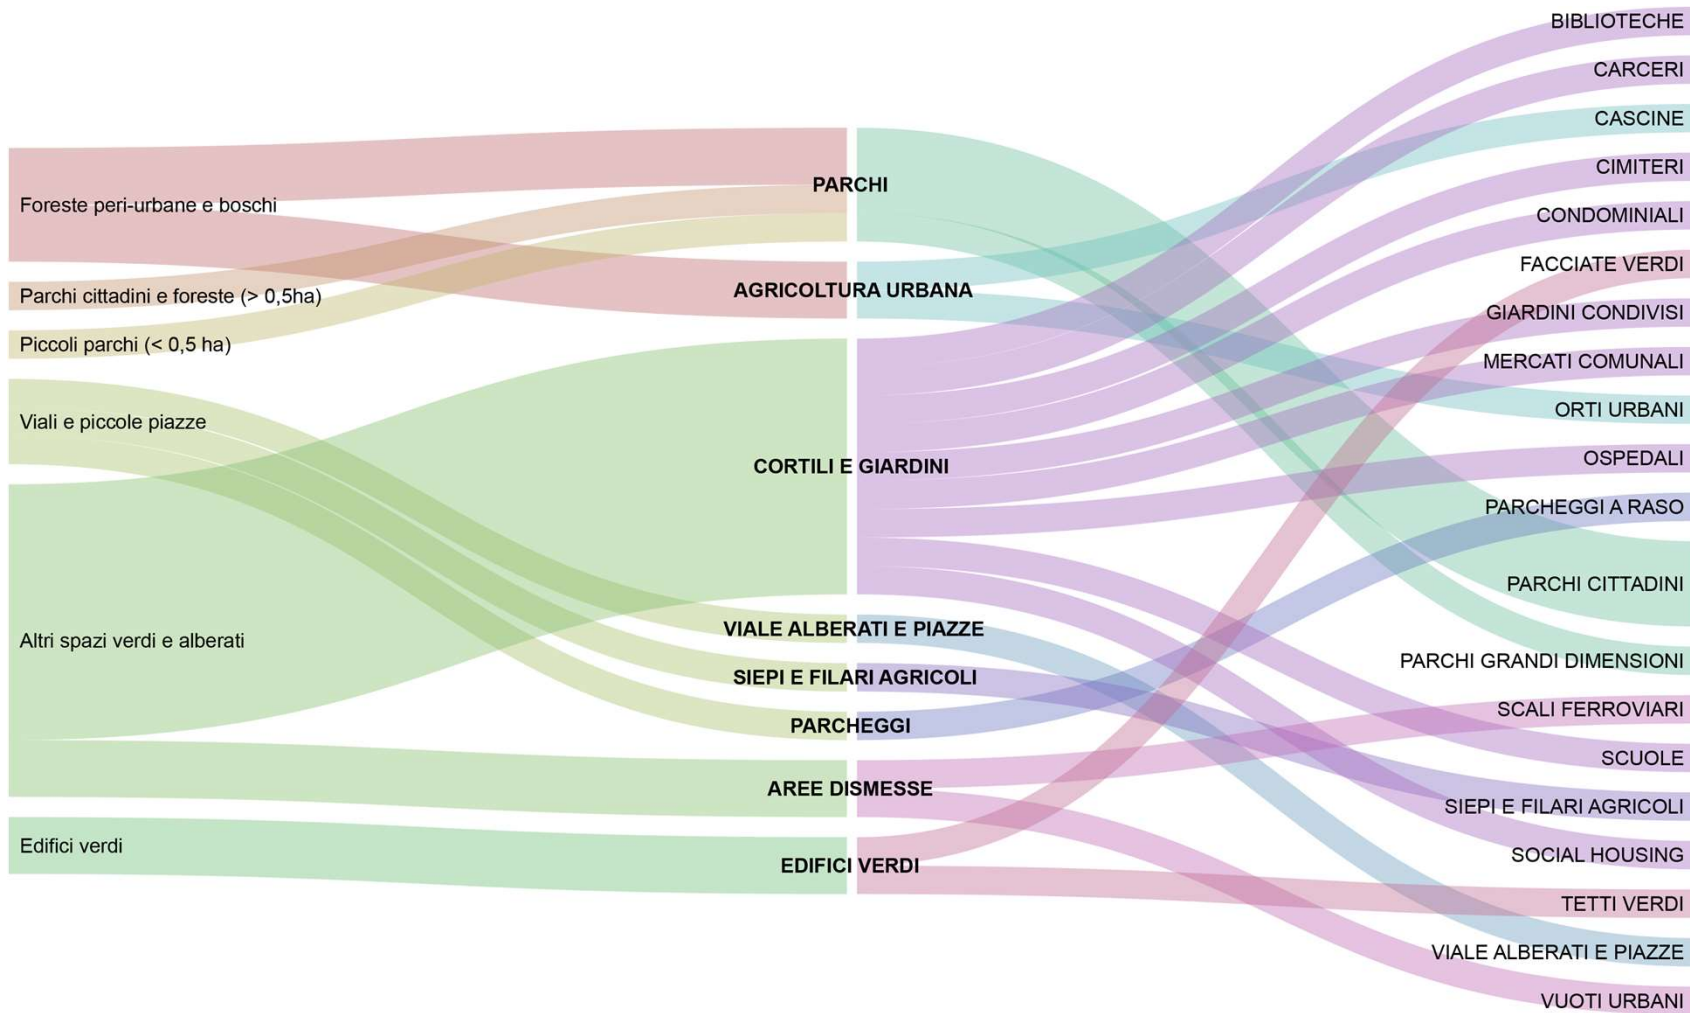 Foreste peri-urbane e boschi
Parchi cittadini e foreste (> 0,5ha)
Piccoli parchi (< 0,5 ha)
Viali e piccole piazze
Altri spazi verdi e alberati
Edifici verdi
PARCHI
AGRICOLTURA URBANA
CORTILI E GIARDINI
VIALE ALBERATI E PIAZZE
SIEPI E FILARI AGRICOLI
PARCHEGGI
AREE DISMESSE
EDIFICI VERDI
BIBLIOTECHE
CARCERI
CASCINE
CIMITERI
CONDOMINIALI
FACCIATE VERDI
GIARDINI CONDIVISI
MERCATI COMUNALI
ORTI URBANI
OSPEDALI
PARCHEGGI A RASO
PARCHI CITTADINI
PARCHI GRANDI DIMENSIONI
SCALI FERROVIARI
SCUOLE
SIEPI E FILARI AGRICOLI
SOCIAL HOUSING
TETTI VERDI
VIALE ALBERATI E PIAZZE
VUOTI URBANI